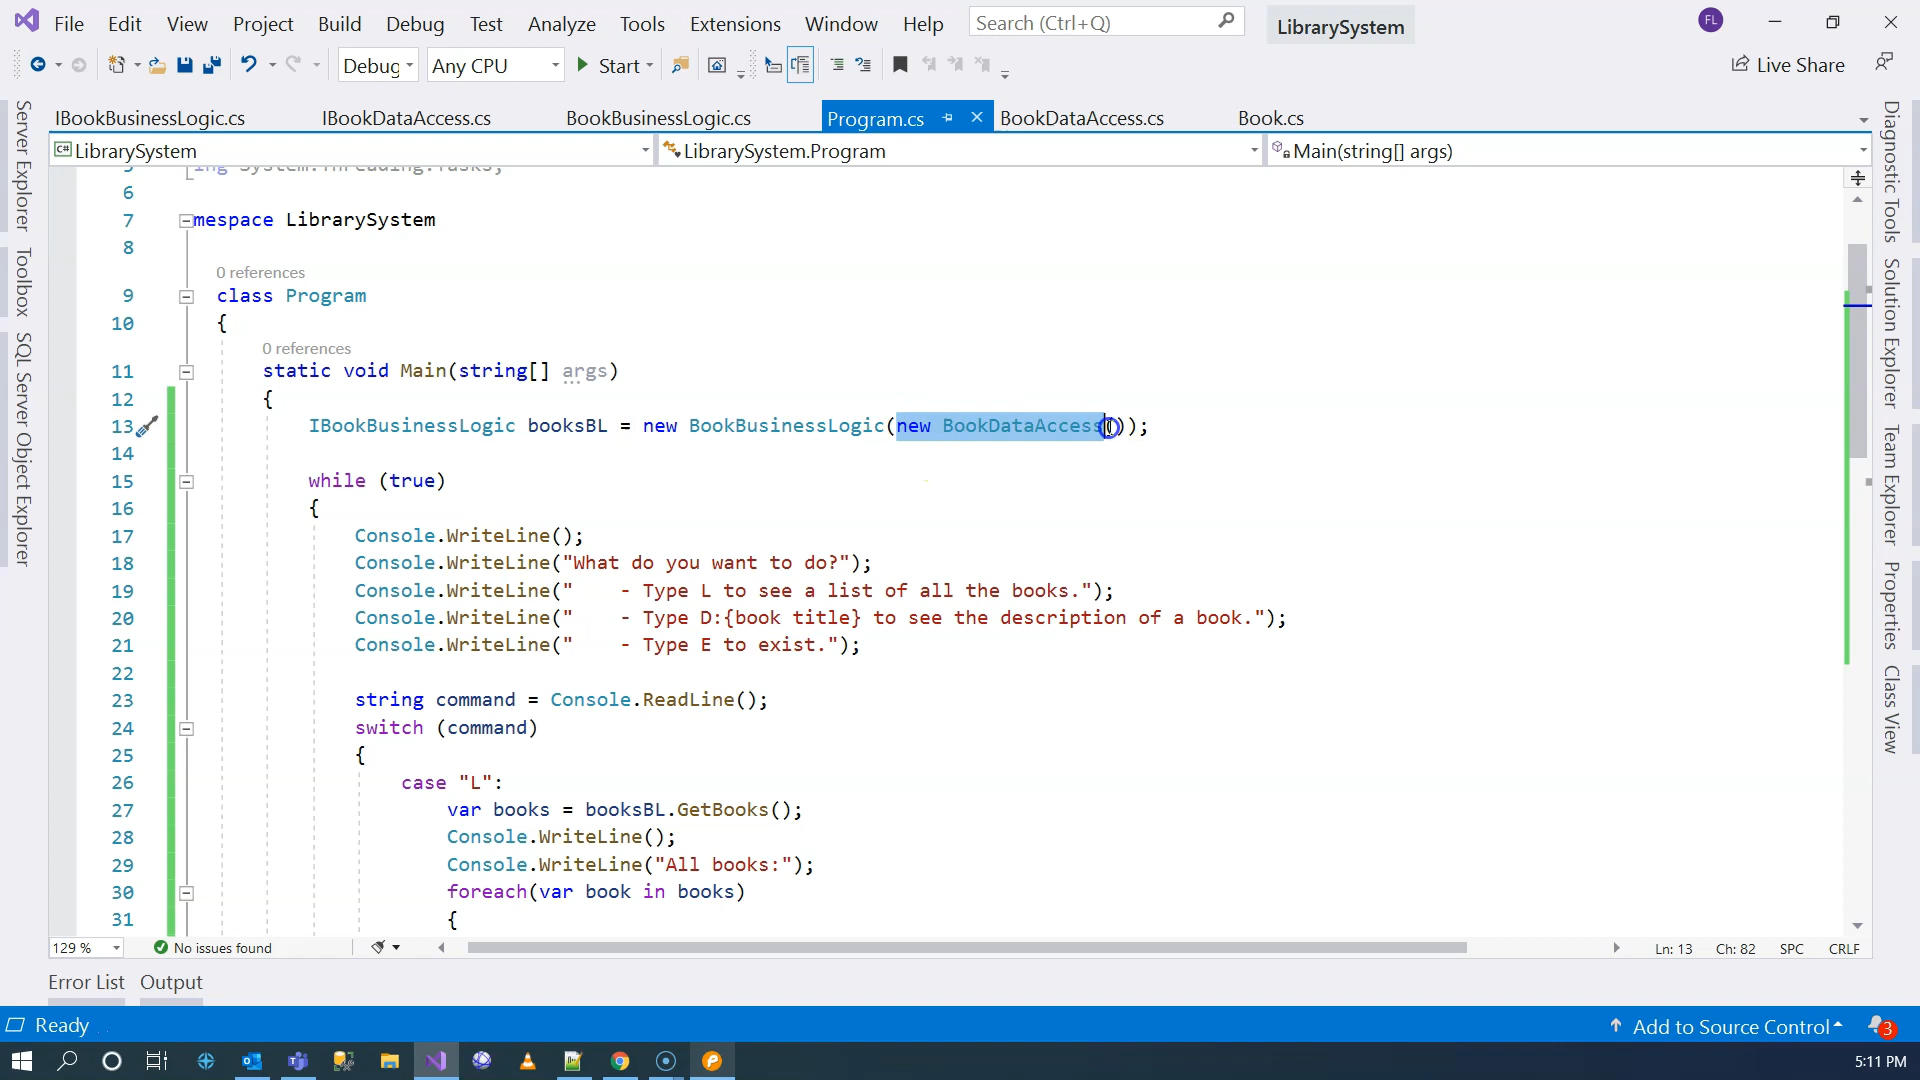 File Edit View Project Build Debug Test Analyze Tools Extensions Window Help Search (Ctrl+Q) LibrarySystem FL
Debug Any CPU Start Live Share
Server Explorer
Toolbox
SQL Server Object Explorer
IBookBusinessLogic.cs IBookDataAccess.cs BookBusinessLogic.cs Program.cs BookDataAccess.cs Book.cs
C# LibrarySystem LibrarySystem.Program Main(string[] args)
5 ing System.Threading.Tasks;
6
7 mespace LibrarySystem
8
0 references
9 class Program
10 {
0 references
11 static void Main(string[] args)
12 {
13 IBookBusinessLogic booksBL = new BookBusinessLogic(new BookDataAccess());
14
15 while (true)
16 {
17 Console.WriteLine();
18 Console.WriteLine("What do you want to do?");
19 Console.WriteLine("    - Type L to see a list of all the books.");
20 Console.WriteLine("    - Type D:{book title} to see the description of a book.");
21 Console.WriteLine("    - Type E to exist.");
22
23 string command = Console.ReadLine();
24 switch (command)
25 {
26 case "L":
27 var books = booksBL.GetBooks();
28 Console.WriteLine();
29 Console.WriteLine("All books:");
30 foreach(var book in books)
31 {
Diagnostic Tools
Solution Explorer
Team Explorer
Properties
Class View
129 % No issues found Ln: 13 Ch: 82 SPC CRLF
Error List Output
Ready Add to Source Control 3
5:11 PM